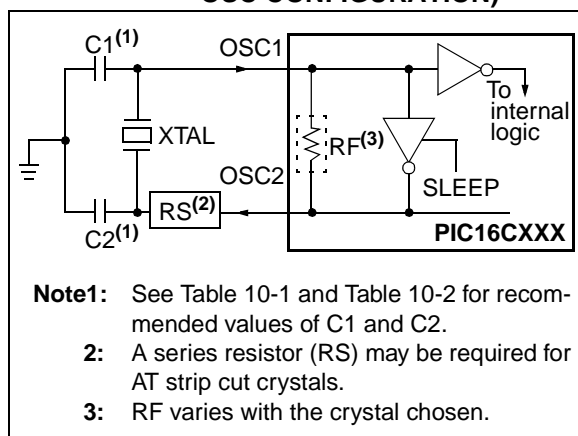 OSC CONFIGURATION)
C1(1)
OSC1
To
internal
logic
XTAL
RF(3)
OSC2
SLEEP
RS(2)
C2(1)
PIC16CXXX
Note1: See Table 10-1 and Table 10-2 for recom-
mended values of C1 and C2.
2: A series resistor (RS) may be required for
AT strip cut crystals.
3: RF varies with the crystal chosen.